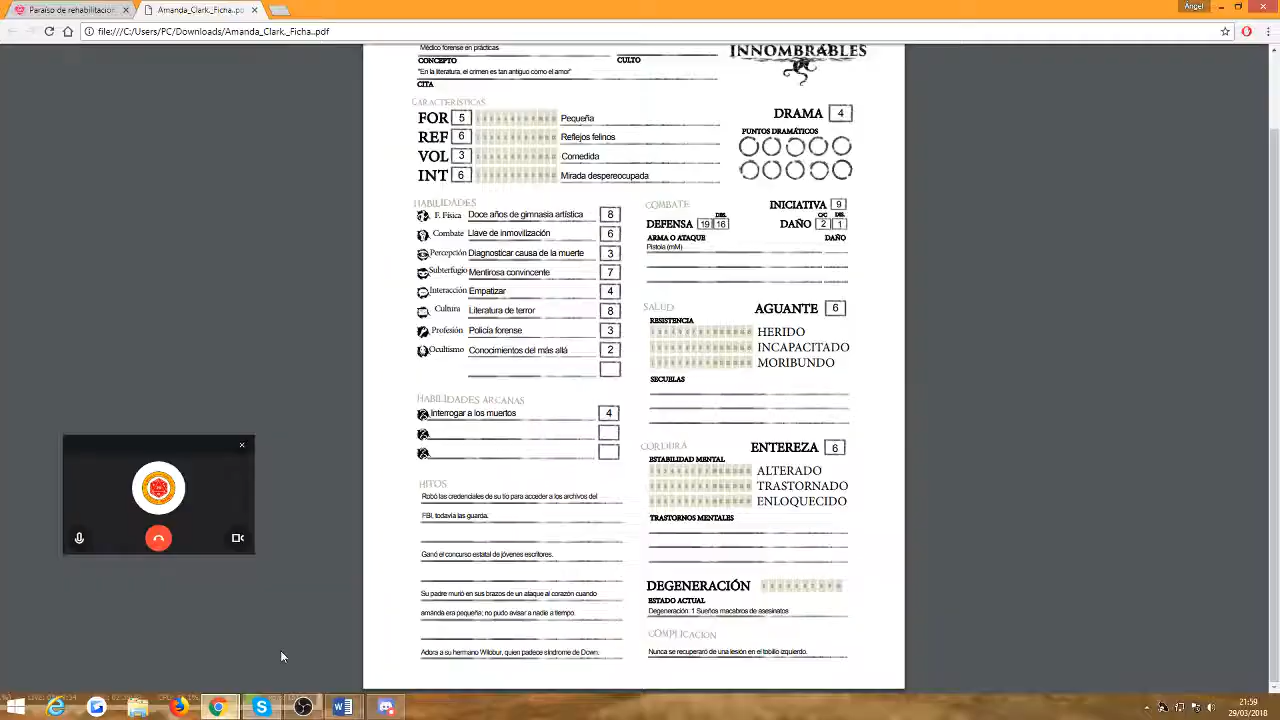 Paraíso de rehabilitación
Amanda_Clark_Ficha.pdf
Angel
file:///C:/Users/PC/Downloads/Amanda_Clark_Ficha.pdf
Médico forense en prácticas
CONCEPTO
CULTO
INNOMBRABLES
"En la literatura, el crimen es tan antiguo como el amor"
CITA
CARACTERÍSTICAS
FOR 5 Pequeña
REF 6 Reflejos felinos
VOL 3 Comedida
INT 6 Mirada despereocupada
DRAMA 4
PUNTOS DRAMÁTICOS
HABILIDADES
F. Física Doce años de gimnasia artística 8
Combate Llave de inmovilización 6
Percepción Diagnosticar causa de la muerte 3
Subterfugio Mentirosa convincente 7
Interacción Empatizar 4
Cultura Literatura de terror 8
Profesión Policía forense 3
Ocultismo Conocimientos del más allá 2
HABILIDADES ARCANAS
Interrogar a los muertos 4
HITOS
Robó las credenciales de su tío para acceder a los archivos del
FBI, todavía las guarda.
Ganó el concurso estatal de jóvenes escritores.
Su padre murió en sus brazos de un ataque al corazón cuando
amanda era pequeña; no pudo avisar a nadie a tiempo.
Adora a su hermano Wildbur, quien padece síndrome de Down.
COMBATE
INICIATIVA 9
DES. C/C DIS.
DEFENSA 19 16 DAÑO 2 1
ARMA O ATAQUE DAÑO
Pistola (mM)
SALUD
AGUANTE 6
RESISTENCIA
HERIDO
INCAPACITADO
MORIBUNDO
SECUELAS
CORDURA
ENTEREZA 6
ESTABILIDAD MENTAL
ALTERADO
TRASTORNADO
ENLOQUECIDO
TRASTORNOS MENTALES
DEGENERACIÓN
ESTADO ACTUAL
Degeneración: 1 Sueños macabros de asesinatos
COMPLICACION
Nunca se recuperaró de una lesión en el tobillo izquierdo.
21:59
29/03/2018